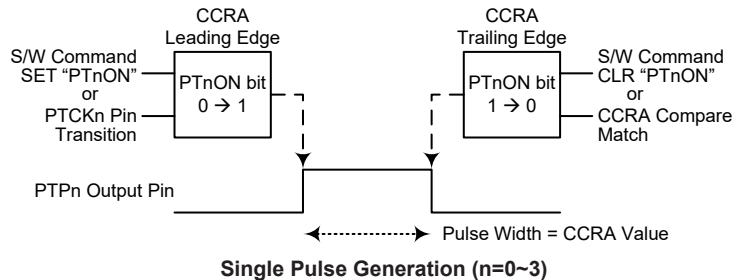 CCRA
Leading Edge
S/W Command
SET “PTnON”
or
PTCKn Pin
Transition
PTnON bit
0 → 1
CCRA
Trailing Edge
PTnON bit
1 → 0
S/W Command
CLR “PTnON”
or
CCRA Compare
Match
PTPn Output Pin
Pulse Width = CCRA Value
Single Pulse Generation (n=0~3)